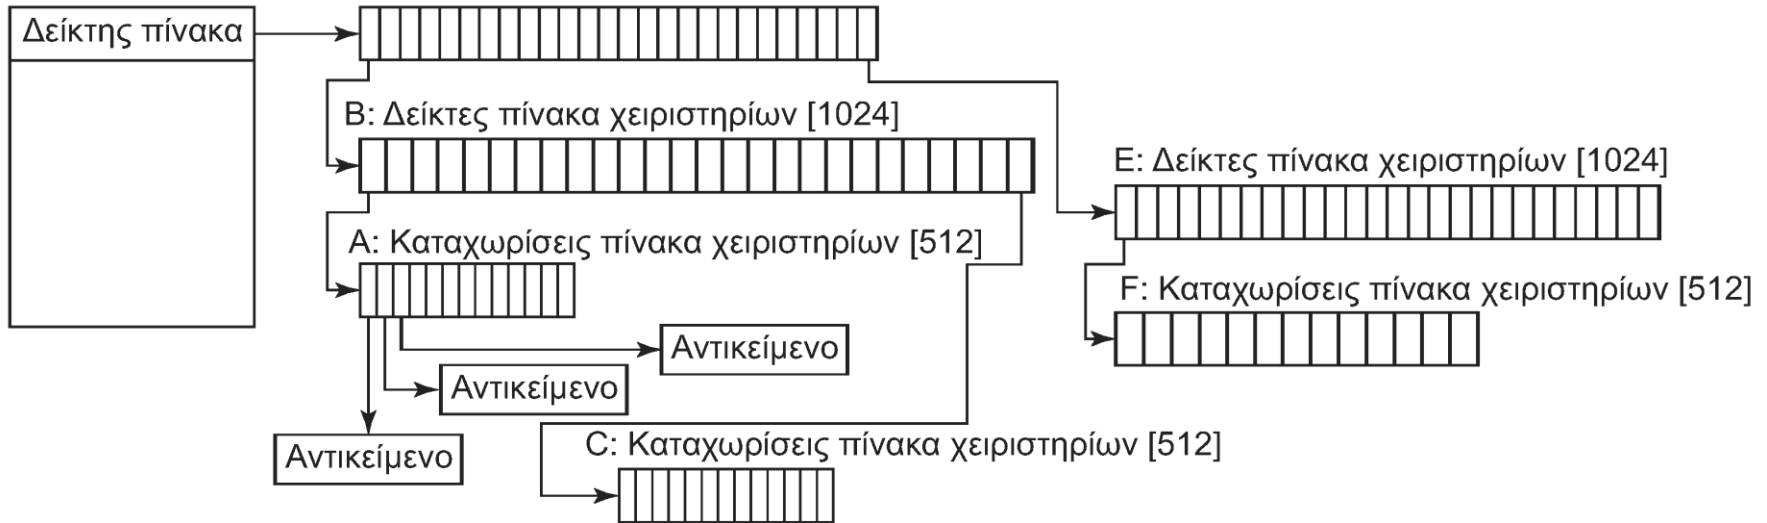 Δείκτης πίνακα
B: Δείκτες πίνακα χειριστηρίων [1024]
E: Δείκτες πίνακα χειριστηρίων [1024]
A: Καταχωρίσεις πίνακα χειριστηρίων [512]
F: Καταχωρίσεις πίνακα χειριστηρίων [512]
Αντικείμενο
Αντικείμενο
Αντικείμενο
C: Καταχωρίσεις πίνακα χειριστηρίων [512]